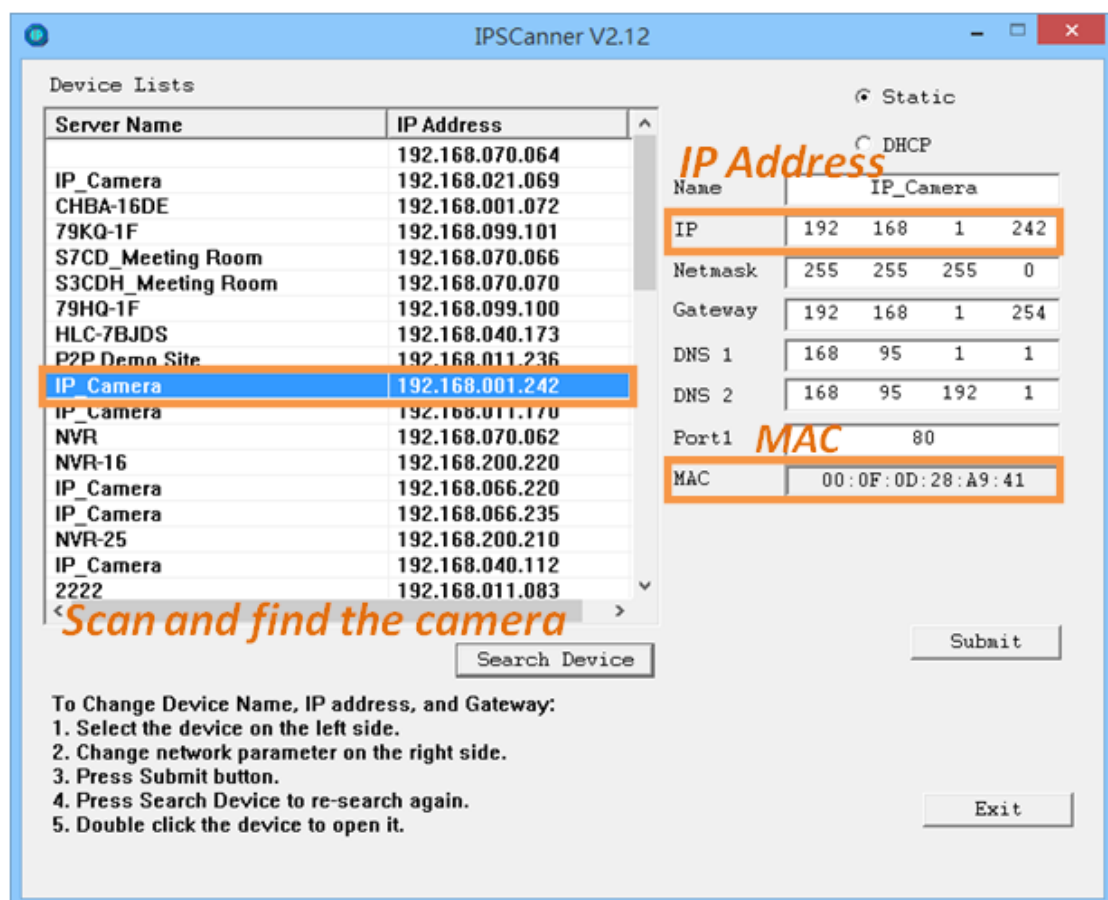 IPSCanner V2.12
Device Lists
Server Name IP Address
192.168.070.064
IP_Camera 192.168.021.069
CHBA-16DE 192.168.001.072
79KQ-1F 192.168.099.101
S7CD_Meeting Room 192.168.070.066
S3CDH_Meeting Room 192.168.070.070
79HQ-1F 192.168.099.100
HLC-7BJDS 192.168.040.173
P2P Demo Site 192.168.011.236
IP_Camera 192.168.001.242
IP_Camera 192.168.011.170
NVR 192.168.070.062
NVR-16 192.168.200.220
IP_Camera 192.168.066.220
IP_Camera 192.168.066.235
NVR-25 192.168.200.210
IP_Camera 192.168.040.112
2222 192.168.011.083
Scan and find the camera
Search Device
Static
DHCP
IP Address
Name IP_Camera
IP 192 168 1 242
Netmask 255 255 255 0
Gateway 192 168 1 254
DNS 1 168 95 1 1
DNS 2 168 95 192 1
Port1 80
MAC
MAC 00:0F:0D:28:A9:41
Submit
To Change Device Name, IP address, and Gateway:
1. Select the device on the left side.
2. Change network parameter on the right side.
3. Press Submit button.
4. Press Search Device to re-search again.
5. Double click the device to open it.
Exit